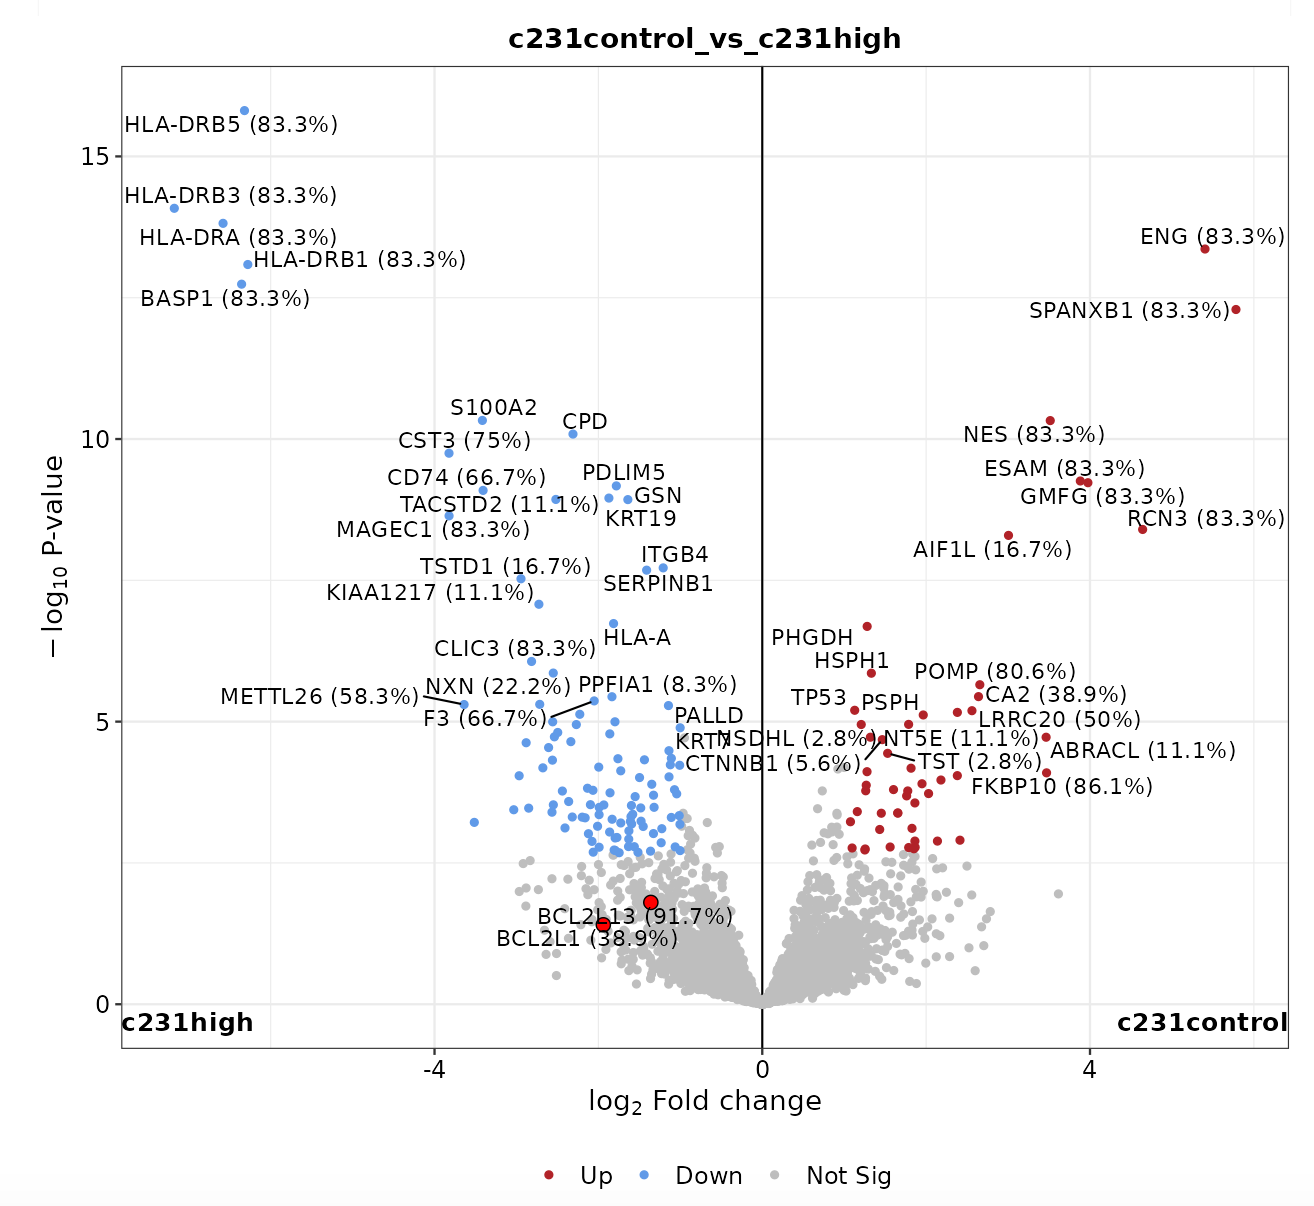 c231control_vs_c231high
HLA-DRB5 (83.3%)
15
HLA-DRB3 (83.3%)
HLA-DRA (83.3%)
ENG (83.3%)
HLA-DRB1 (83.3%)
BASP1 (83.3%)
SPANXB1 (83.3%)
S100A2
CPD
10
CST3 (75%)
NES (83.3%)
CD74 (66.7%)
PDLIM5
ESAM (83.3%)
TACSTD2 (11.1%)
GSN
GMFG (83.3%)
KRT19
RCN3 (83.3%)
MAGEC1 (83.3%)
ITGB4
AIF1L (16.7%)
TSTD1 (16.7%)
SERPINB1
KIAA1217 (11.1%)
HLA-A
PHGDH
CLIC3 (83.3%)
HSPH1
POMP (80.6%)
METTL26 (58.3%)
NXN (22.2%)
PPFIA1 (8.3%)
TP53
PSPH
CA2 (38.9%)
F3 (66.7%)
PALLD
LRRC20 (50%)
5
KRT7
NSDHL (2.8%)
NT5E (11.1%)
ABRACL (11.1%)
CTNNB1 (5.6%)
TST (2.8%)
FKBP10 (86.1%)
BCL2L13 (91.7%)
BCL2L1 (38.9%)
0
c231high
c231control
-4
0
4
log2 Fold change
− log10 P-value
Up
Down
Not Sig